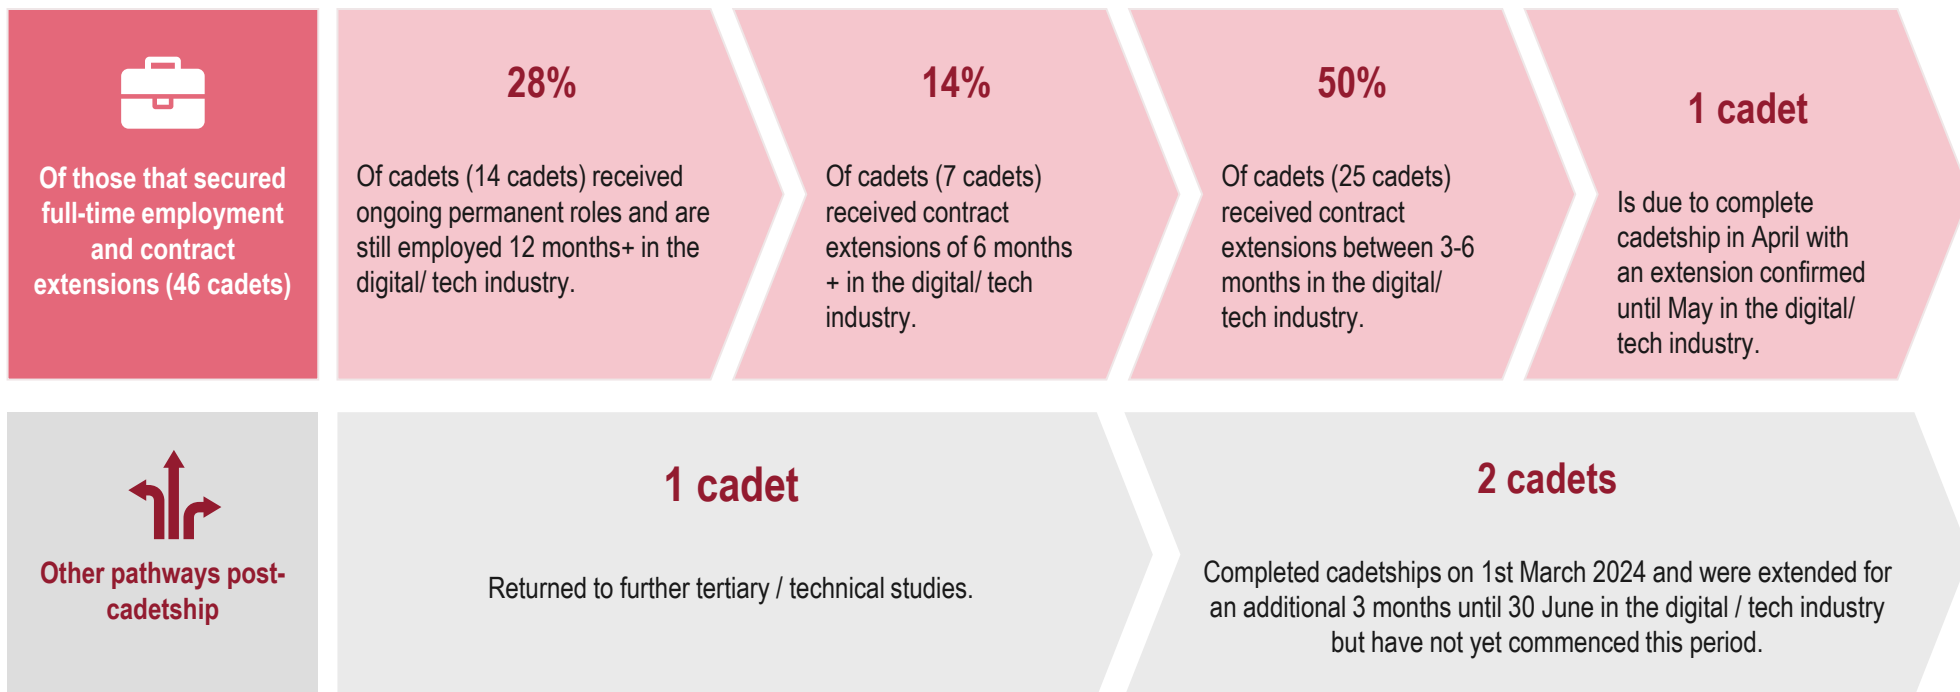 Of those that secured
full-time employment
and contract
extensions (46 cadets)
28%
Of cadets (14 cadets) received
ongoing permanent roles and are
still employed 12 months+ in the
digital/ tech industry.
14%
Of cadets (7 cadets)
received contract
extensions of 6 months
+ in the digital/ tech
industry.
50%
Of cadets (25 cadets)
received contract
extensions between 3-6
months in the digital/
tech industry.
1 cadet
Is due to complete
cadetship in April with
an extension confirmed
until May in the digital/
tech industry.
Other pathways post-
cadetship
1 cadet
Returned to further tertiary / technical studies.
2 cadets
Completed cadetships on 1st March 2024 and were extended for
an additional 3 months until 30 June in the digital / tech industry
but have not yet commenced this period.